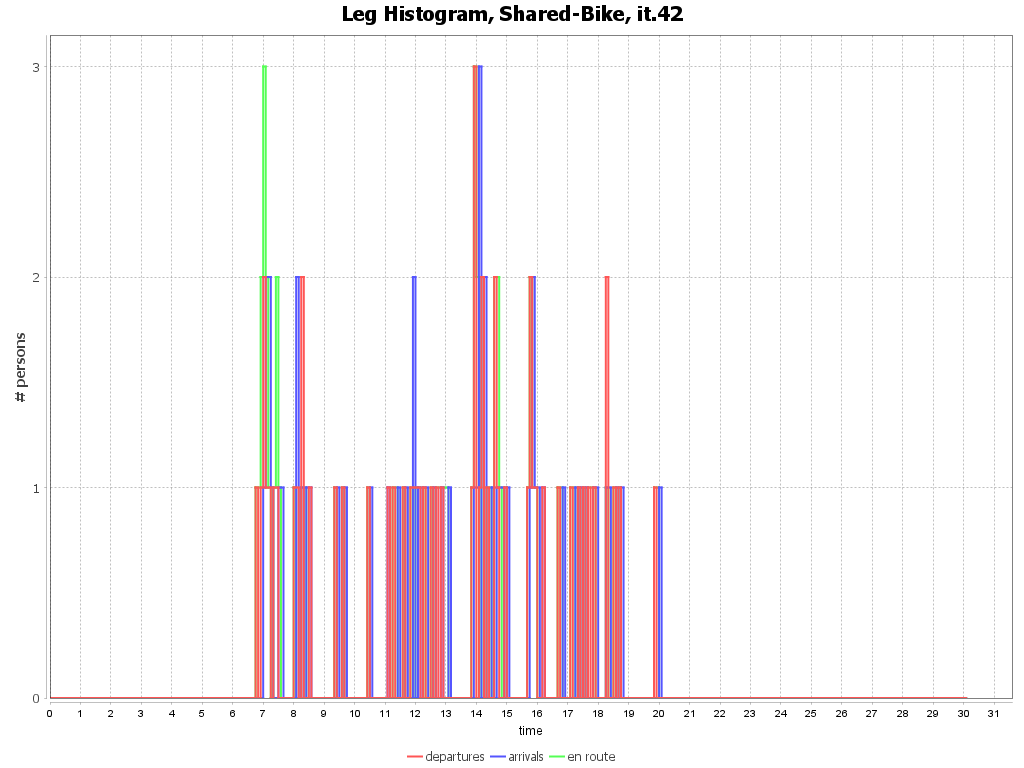 Leg Histogram, Shared-Bike, it.42
# persons
3
2
1
0
0 1 2 3 4 5 6 7 8 9 10 11 12 13 14 15 16 17 18 19 20 21 22 23 24 25 26 27 28 29 30 31
time
departures arrivals en route